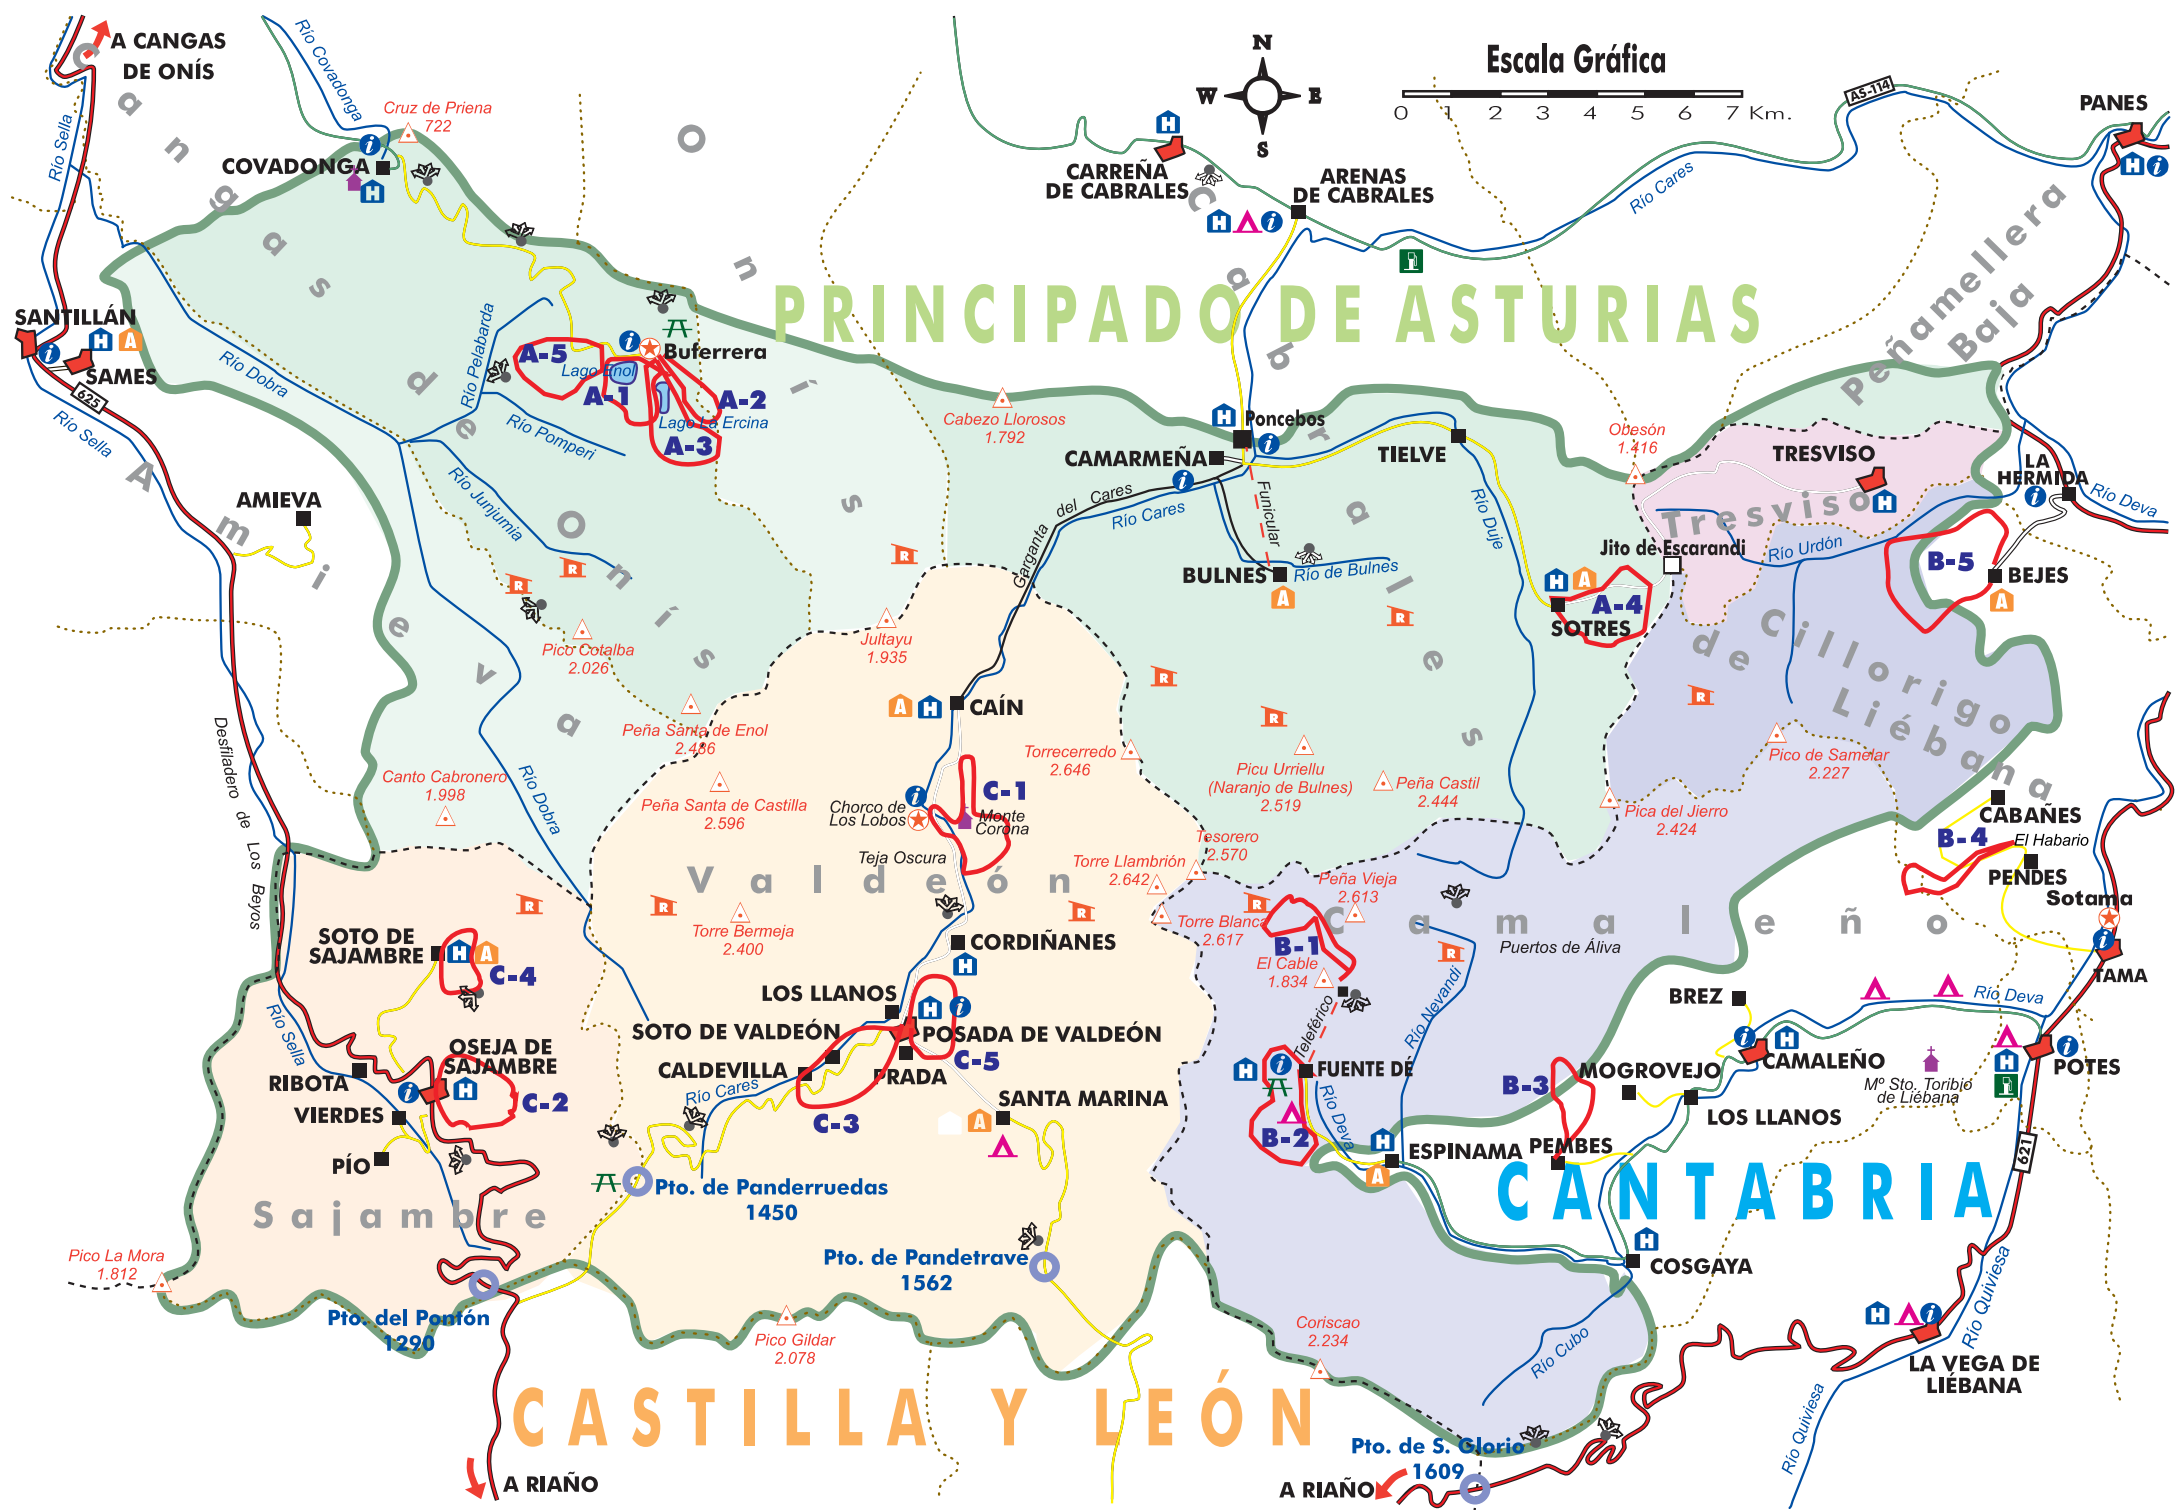 A CANGAS
DE ONÍS
Río Covadonga
Río Sella
Cruz de Priena
722
COVADONGA
Cangas de Onís
Onís
N
W
E
S
Escala Gráfica
0 1 2 3 4 5 6 7 Km.
AS-114
PANES
CARREÑA
DE CABRALES
ARENAS
DE CABRALES
Río Cares
Cabrales
Peñamellera
Baja
PRINCIPADO DE ASTURIAS
SANTILLÁN
SAMES
625
Río Sella
Río Dobra
Río Pelabarda
Río Pomperi
Río Junjumia
Buferrera
A-5
Lago Enol
A-1
A-2
Lago La Ercina
A-3
Amieva
AMIEVA
Cabezo Llorosos
1.792
Poncebos
CAMARMEÑA
TIELVE
Garganta del Cares
Río Cares
Funicular
BULNES
Río de Bulnes
Río Duje
Obesón
1.416
TRESVISO
Tresviso
Jito de Escarandi
Río Urdón
LA
HERMIDA
Río Deva
B-5
BEJES
A-4
SOTRES
Cillorigo
de
Liébana
Pico Cotalba
2.026
Jultayu
1.935
Peña Santa de Enol
2.486
CAÍN
Canto Cabronero
1.998
Peña Santa de Castilla
2.596
Desfiladero de Los Beyos
Río Dobra
Torrecerredo
2.646
Picu Urriellu
(Naranjo de Bulnes)
2.519
Peña Castil
2.444
Pico de Samelar
2.227
Pica del Jierro
2.424
C-1
Chorco de
Los Lobos
Monte
Corona
Teja Oscura
Valdeón
Tesorero
2.570
Torre Llambrión
2.642
Torre Blanca
2.617
Peña Vieja
2.613
CABAÑES
B-4
El Habario
PENDES
Sotama
TAMA
Camaleño
Torre Bermeja
2.400
SOTO DE
SAJAMBRE
C-4
CORDIÑANES
B-1
El Cable
1.834
Puertos de Áliva
Río Nevandi
Teleférico
BREZ
Río Deva
LOS LLANOS
SOTO DE VALDEÓN
POSADA DE VALDEÓN
C-5
CALDEVILLA
PRADA
Río Cares
C-3
SANTA MARINA
Río Sella
OSEJA DE
SAJAMBRE
RIBOTA
VIERDES
C-2
PÍO
Sajambre
FUENTE DÉ
B-2
Río Deva
ESPINAMA
B-3
PEMBES
MOGROVEJO
CAMALEÑO
LOS LLANOS
Mº Sto. Toribio
de Liébana
POTES
621
CANTABRIA
Pto. de Panderruedas
1450
Pto. de Pandetrave
1562
Pico La Mora
1.812
Pto. del Pontón
1290
Pico Gildar
2.078
COSGAYA
Coriscao
2.234
Río Cubo
Río Quiviesa
LA VEGA DE
LIÉBANA
Río Quiviesa
CASTILLA Y LEÓN
Pto. de S. Glorio
1609
A RIAÑO
A RIAÑO